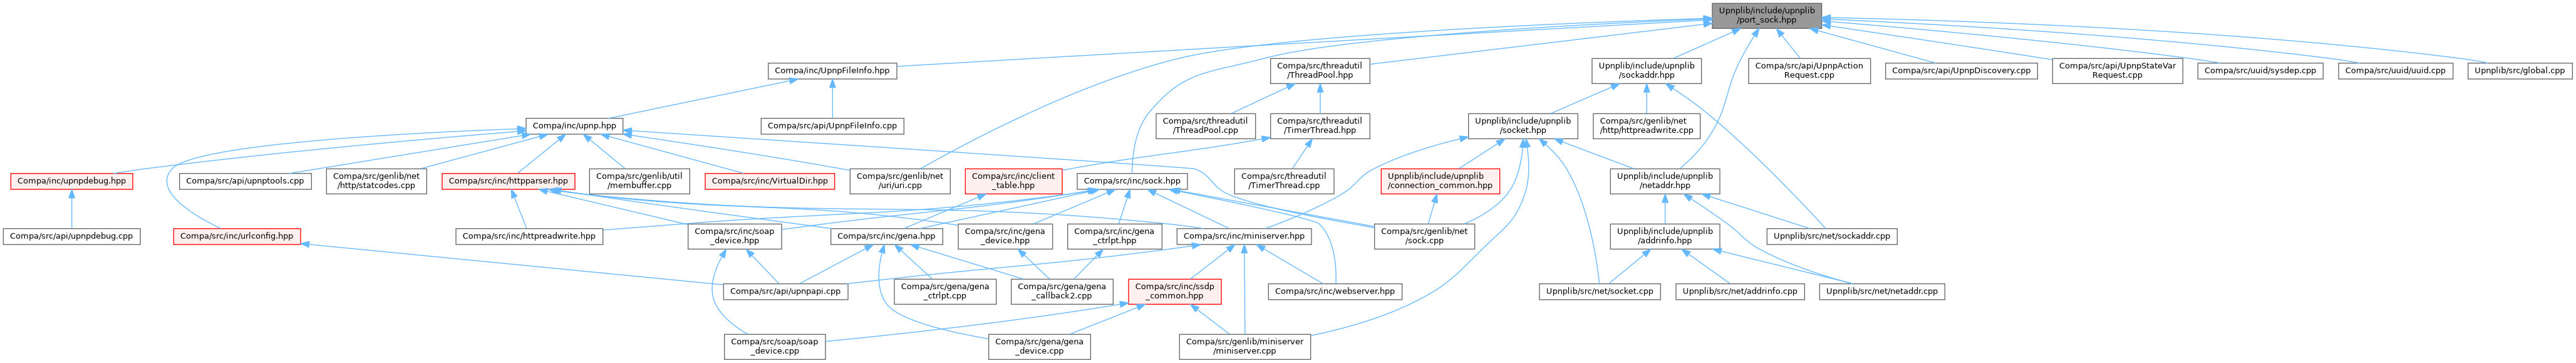 Upnplib/include/upnplib
/port_sock.hpp
Compa/inc/UpnpFileInfo.hpp
Compa/src/threadutil
/ThreadPool.hpp
Upnplib/include/upnplib
/sockaddr.hpp
Compa/src/api/UpnpAction
Request.cpp
Compa/src/api/UpnpDiscovery.cpp
Compa/src/api/UpnpStateVar
Request.cpp
Compa/src/uuid/sysdep.cpp
Compa/src/uuid/uuid.cpp
Upnplib/src/global.cpp
Compa/inc/upnp.hpp
Compa/src/api/UpnpFileInfo.cpp
Compa/src/threadutil
/ThreadPool.cpp
Compa/src/threadutil
/TimerThread.hpp
Upnplib/include/upnplib
/socket.hpp
Compa/src/genlib/net
/http/httpreadwrite.cpp
Compa/inc/upnpdebug.hpp
Compa/src/api/upnptools.cpp
Compa/src/genlib/net
/http/statcodes.cpp
Compa/src/inc/httpparser.hpp
Compa/src/genlib/util
/membuffer.cpp
Compa/src/inc/VirtualDir.hpp
Compa/src/genlib/net
/uri/uri.cpp
Compa/src/inc/client
_table.hpp
Compa/src/inc/sock.hpp
Compa/src/threadutil
/TimerThread.cpp
Upnplib/include/upnplib
/connection_common.hpp
Upnplib/include/upnplib
/netaddr.hpp
Compa/src/api/upnpdebug.cpp
Compa/src/inc/urlconfig.hpp
Compa/src/inc/httpreadwrite.hpp
Compa/src/inc/soap
_device.hpp
Compa/src/inc/gena.hpp
Compa/src/inc/gena
_device.hpp
Compa/src/inc/gena
_ctrlpt.hpp
Compa/src/inc/miniserver.hpp
Compa/src/genlib/net
/sock.cpp
Upnplib/include/upnplib
/addrinfo.hpp
Upnplib/src/net/sockaddr.cpp
Compa/src/api/upnpapi.cpp
Compa/src/gena/gena
_ctrlpt.cpp
Compa/src/gena/gena
_callback2.cpp
Compa/src/inc/ssdp
_common.hpp
Compa/src/inc/webserver.hpp
Upnplib/src/net/socket.cpp
Upnplib/src/net/addrinfo.cpp
Upnplib/src/net/netaddr.cpp
Compa/src/soap/soap
_device.cpp
Compa/src/gena/gena
_device.cpp
Compa/src/genlib/miniserver
/miniserver.cpp